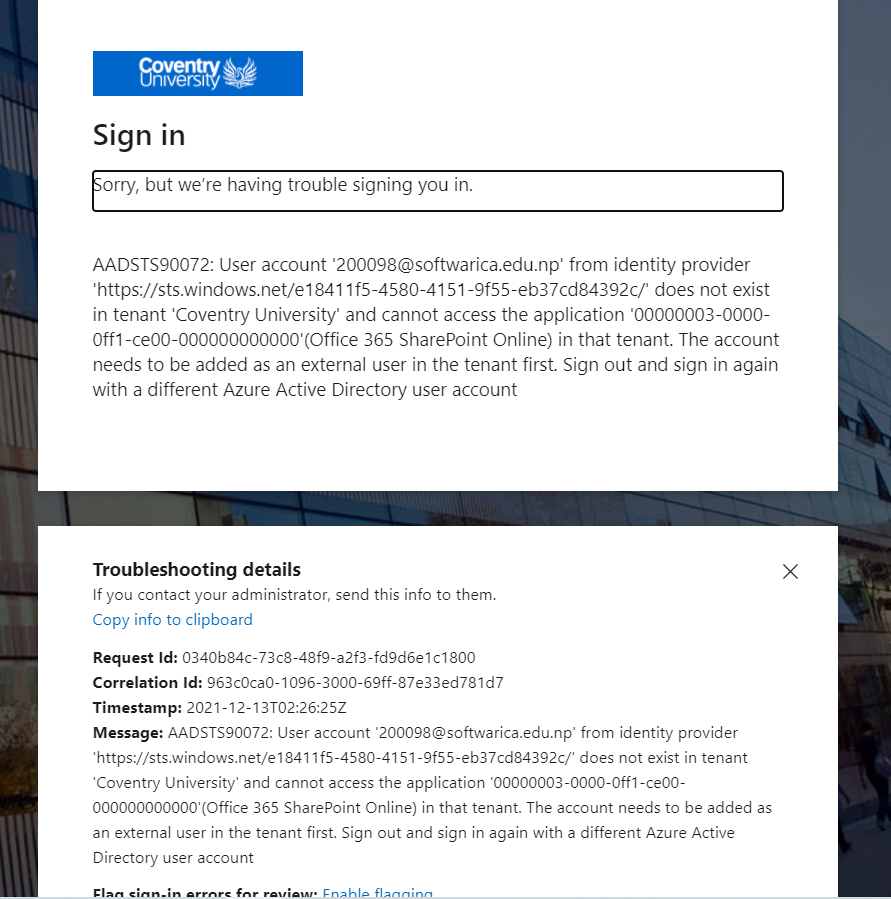 Coventry
University
Sign in
Sorry, but we're having trouble signing you in.
AADSTS90072: User account '200098@softwarica.edu.np' from identity provider
'https://sts.windows.net/e18411f5-4580-4151-9f55-eb37cd84392c/' does not exist
in tenant 'Coventry University' and cannot access the application '00000003-0000-
0ff1-ce00-000000000000'(Office 365 SharePoint Online) in that tenant. The account
needs to be added as an external user in the tenant first. Sign out and sign in again
with a different Azure Active Directory user account
Troubleshooting details
If you contact your administrator, send this info to them.
Copy info to clipboard
Request Id: 0340b84c-73c8-48f9-a2f3-fd9d6e1c1800
Correlation Id: 963c0ca0-1096-3000-69ff-87e33ed781d7
Timestamp: 2021-12-13T02:26:25Z
Message: AADSTS90072: User account '200098@softwarica.edu.np' from identity provider
'https://sts.windows.net/e18411f5-4580-4151-9f55-eb37cd84392c/' does not exist in tenant
'Coventry University' and cannot access the application '00000003-0000-0ff1-ce00-
000000000000'(Office 365 SharePoint Online) in that tenant. The account needs to be added as
an external user in the tenant first. Sign out and sign in again with a different Azure Active
Directory user account
Flag sign-in errors for review: Enable flagging